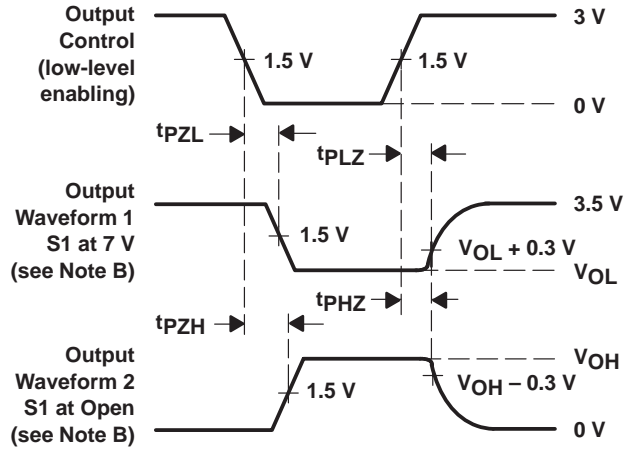 Output
Control
(low-level
enabling)
3 V
1.5 V
1.5 V
0 V
tPZL
tPLZ
Output
Waveform 1
S1 at 7 V
(see Note B)
3.5 V
1.5 V
VOL + 0.3 V
VOL
tPHZ
tPZH
Output
Waveform 2
S1 at Open
(see Note B)
VOH
1.5 V
VOH – 0.3 V
0 V